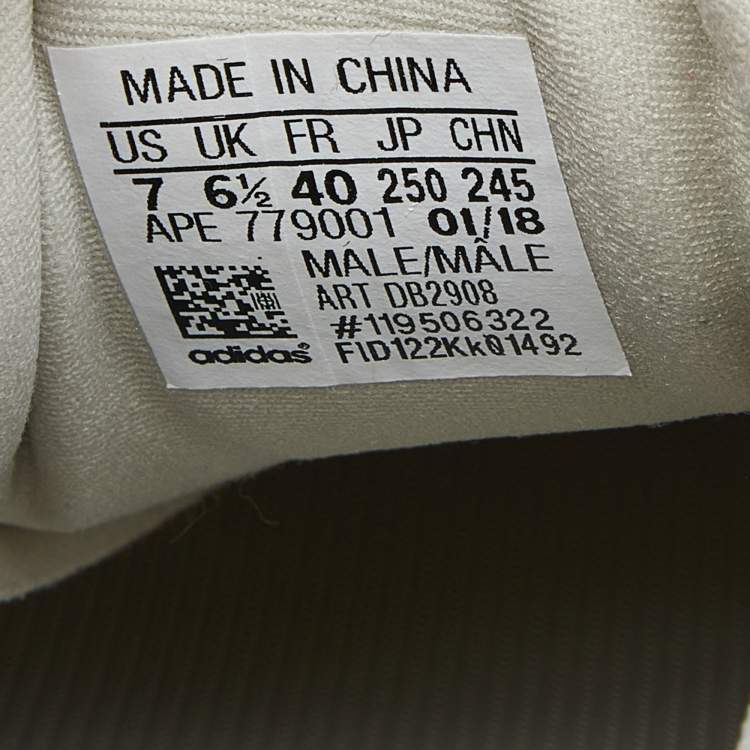 MADE IN CHINA
US UK FR JP CHN
7 6½ 40 250 245
APE 779001 01/18
MALE/MÂLE
ART DB2908
#119506322
adidas® FID122Kk01492